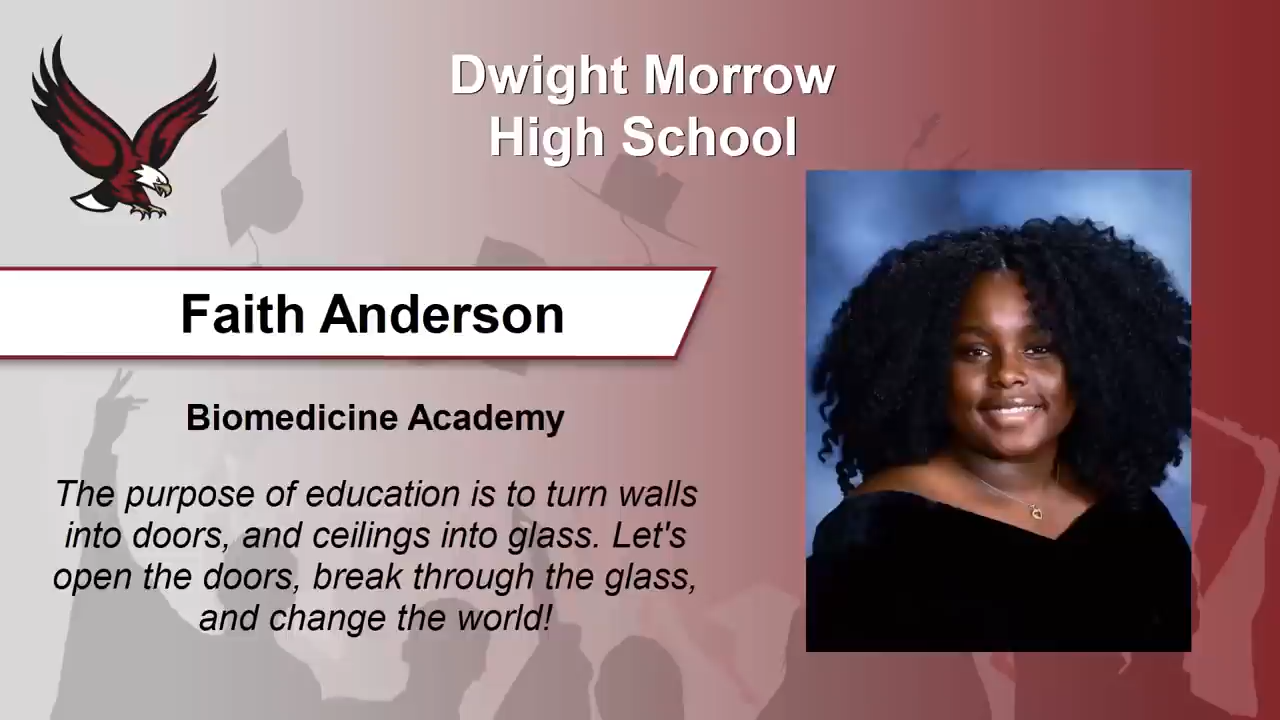 Dwight Morrow
High School
Faith Anderson
Biomedicine Academy
The purpose of education is to turn walls
into doors, and ceilings into glass. Let's
open the doors, break through the glass,
and change the world!